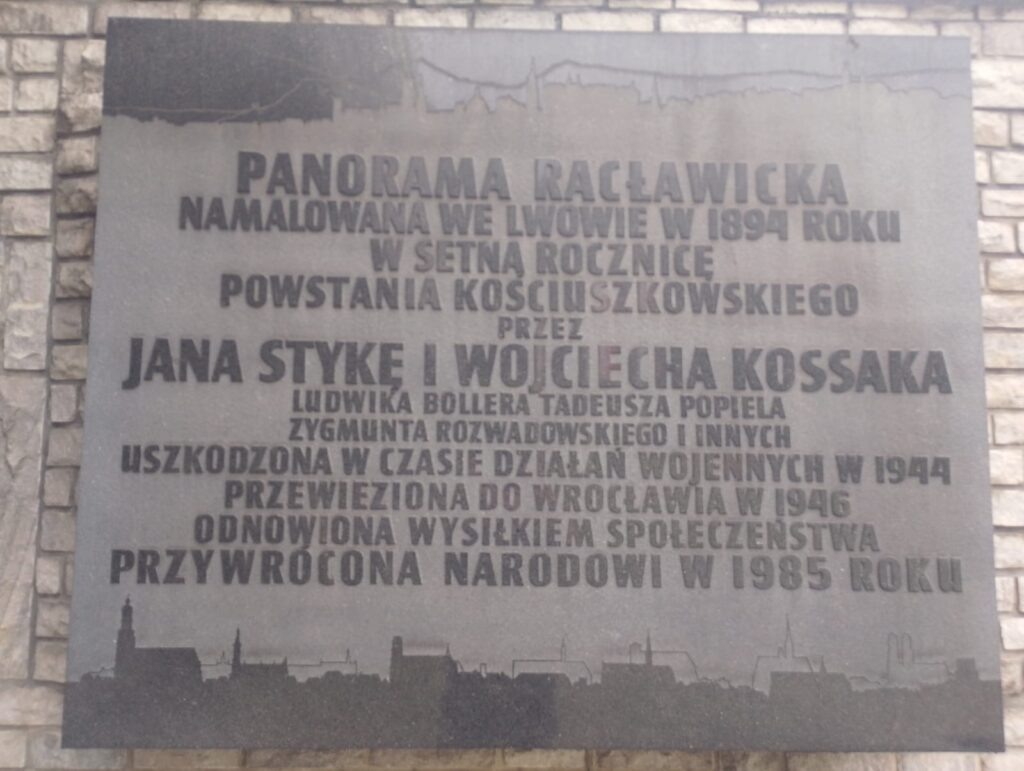 PANORAMA RACŁAWICKA
NAMALOWANA WE LWOWIE W 1894 ROKU
W SETNĄ ROCZNICĘ
POWSTANIA KOŚCIUSZKOWSKIEGO
PRZEZ
JANA STYKĘ I WOJCIECHA KOSSAKA
LUDWIKA BOLLERA TADEUSZA POPIELA
ZYGMUNTA ROZWADOWSKIEGO I INNYCH
USZKODZONA W CZASIE DZIAŁAŃ WOJENNYCH W 1944
PRZEWIEZIONA DO WROCŁAWIA W 1946
ODNOWIONA WYSIŁKIEM SPOŁECZEŃSTWA
PRZYWRÓCONA NARODOWI W 1985 ROKU